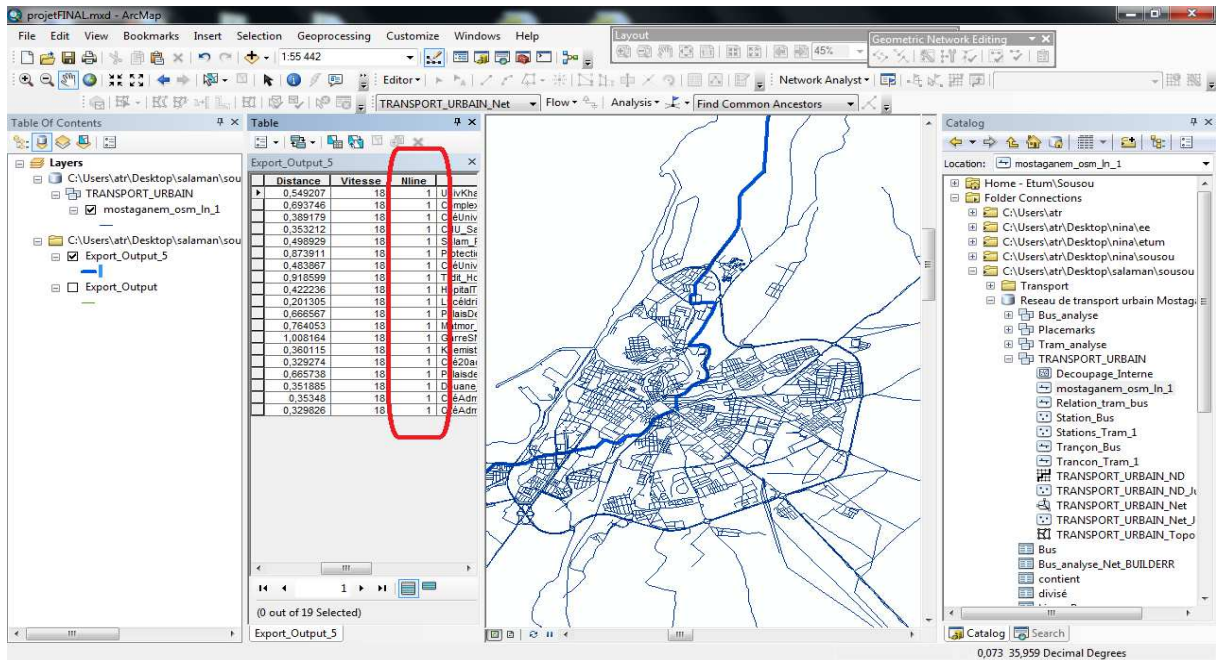 projetFINAL.mxd - ArcMap
File Edit View Bookmarks Insert Selection Geoprocessing Customize Windows Help
Layout
Geometric Network Editing
1:55 442
45%
Editor
Network Analyst
TRANSPORT_URBAIN_Net Flow Analysis Find Common Ancestors
Table Of Contents
Layers
C:\Users\atr\Desktop\salaman\sou
TRANSPORT_URBAIN
mostaganem_osm_ln_1
C:\Users\atr\Desktop\salaman\sou
Export_Output_5
Export_Output
Table
Export_Output_5
Distance Vitesse Nline
0,549207 18 1
0,693746 18 1
0,389179 18 1
0,353212 18 1
0,498929 18 1
0,873911 18 1
0,483867 18 1
0,918599 18 1
0,422236 18 1
0,201305 18 1
0,666567 18 1
0,764053 18 1
1,008164 18 1
0,360115 18 1
0,329274 18 1
0,665738 18 1
0,351885 18 1
0,35348 18 1
0,329826 18 1
1
(0 out of 19 Selected)
Export_Output_5
Catalog
Location: mostaganem_osm_ln_1
Home - Etum\Sousou
Folder Connections
C:\Users\atr
C:\Users\atr\Desktop\nina\ee
C:\Users\atr\Desktop\nina\etum
C:\Users\atr\Desktop\nina\sousou
C:\Users\atr\Desktop\salaman\sousou
Transport
Reseau de transport urbain Mostag
Bus_analyse
Placemarks
Tram_analyse
TRANSPORT_URBAIN
Decoupage_Interne
mostaganem_osm_ln_1
Relation_tram_bus
Station_Bus
Stations_Tram_1
Trançon_Bus
Trancon_Tram_1
TRANSPORT_URBAIN_ND
TRANSPORT_URBAIN_ND_Ju
TRANSPORT_URBAIN_Net
TRANSPORT_URBAIN_Net_J
TRANSPORT_URBAIN_Topo
Bus
Bus_analyse_Net_BUILDERR
contient
divisé
Catalog Search
0,073 35,959 Decimal Degrees